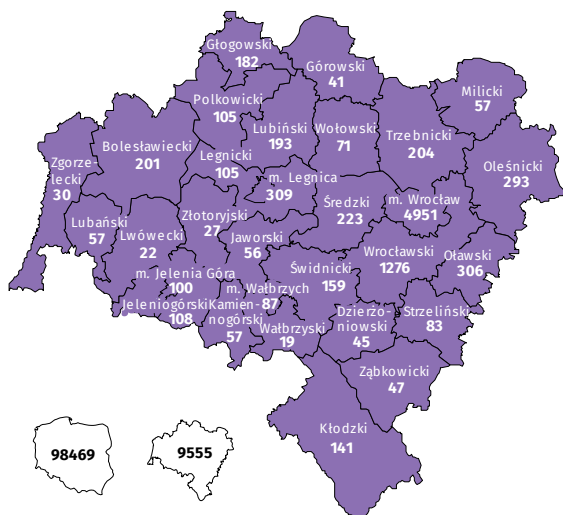 Głogowski
182
Górowski
41
Milicki
57
Polkowicki
105
Lubiński
193
Wołowski
71
Trzebnicki
204
Bolesławiecki
201
Legnicki
105
Oleśnicki
293
Zgorze-
lecki
30
m. Legnica
309
Średzki
223
m. Wrocław
4951
Lubański
57
Lwówecki
22
Złotoryjski
27
Jaworski
56
Wrocławski
1276
Oławski
306
m. Jelenia Góra
100
Świdnicki
159
m. Wałbrzych
87
Jeleniogórski
108
Kamien-
nogórski
57
Wałbrzyski
19
Dzierżo-
niowski
45
Strzeliński
83
Ząbkowicki
47
Kłodzki
141
98469
9555